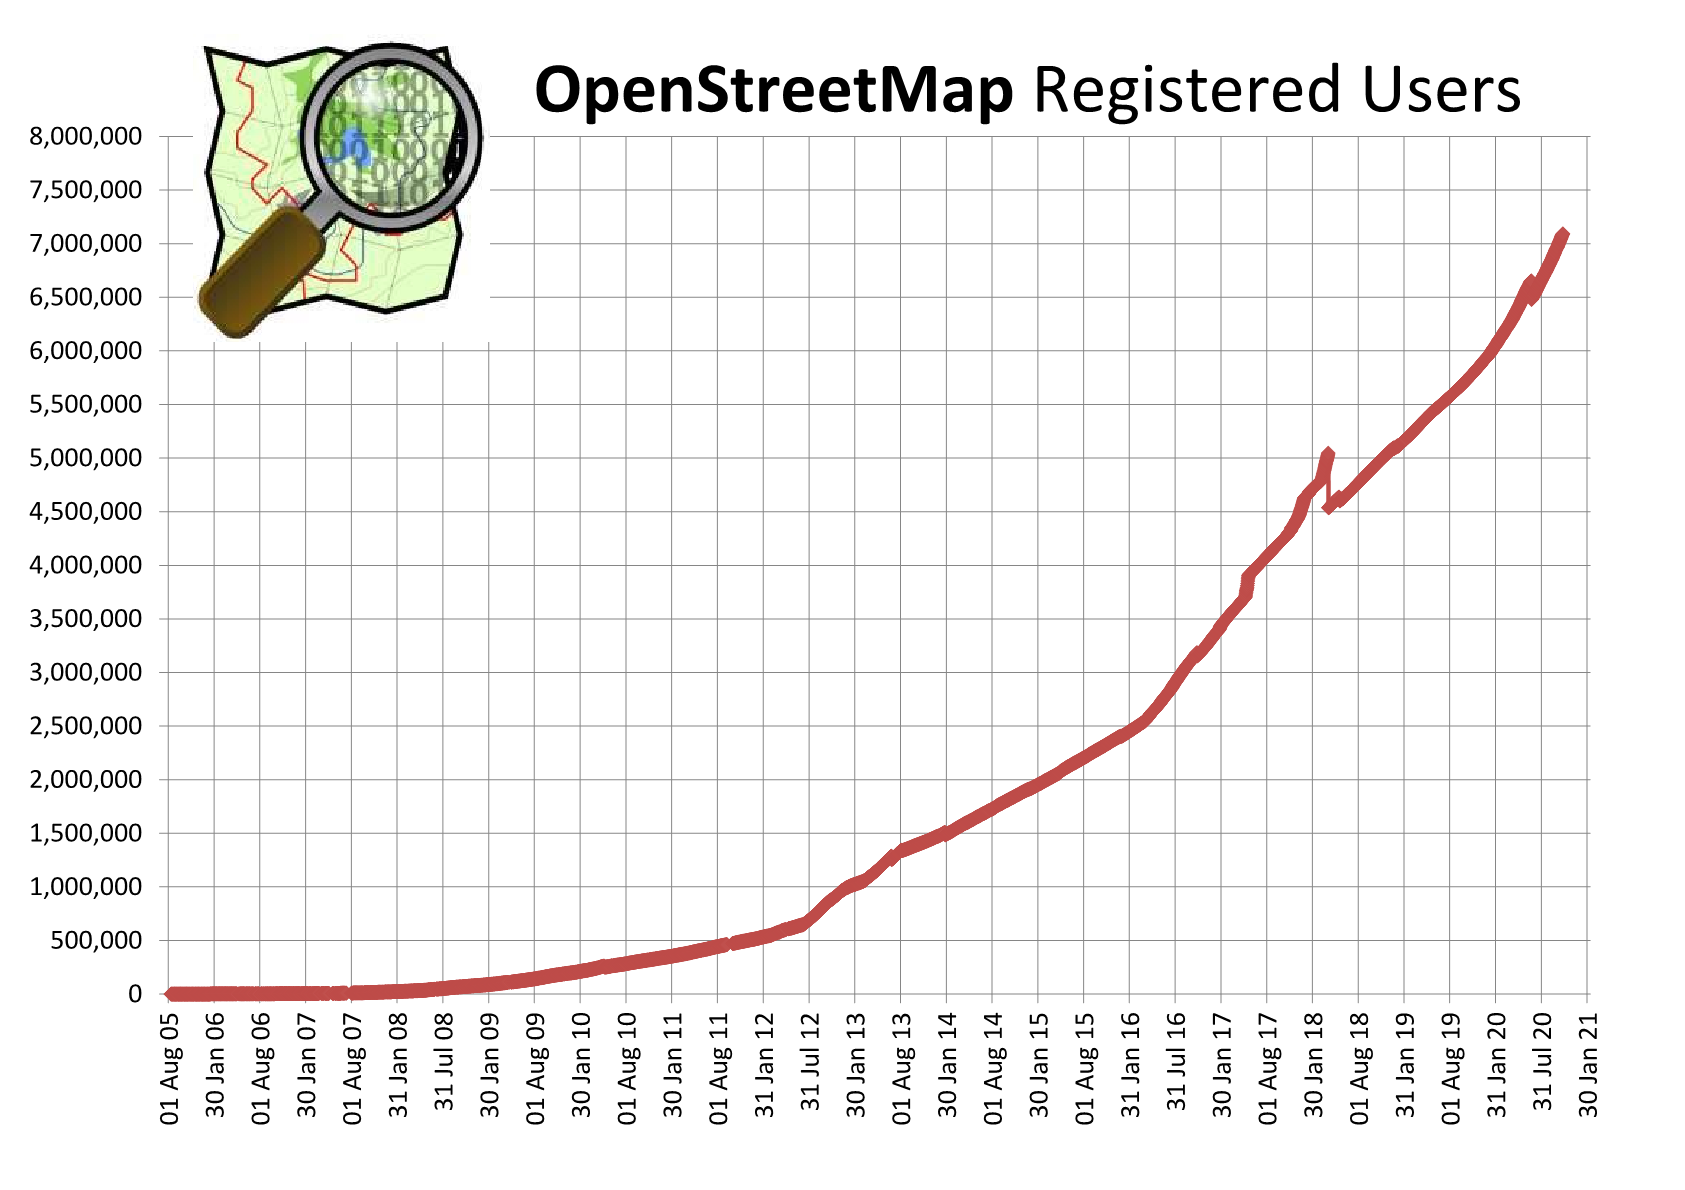 OpenStreetMap Registered Users
8,000,000
7,500,000
7,000,000
6,500,000
6,000,000
5,500,000
5,000,000
4,500,000
4,000,000
3,500,000
3,000,000
2,500,000
2,000,000
1,500,000
1,000,000
500,000
0
01 Aug 05
30 Jan 06
01 Aug 06
30 Jan 07
01 Aug 07
31 Jan 08
31 Jul 08
30 Jan 09
01 Aug 09
30 Jan 10
01 Aug 10
30 Jan 11
01 Aug 11
31 Jan 12
31 Jul 12
30 Jan 13
01 Aug 13
30 Jan 14
01 Aug 14
30 Jan 15
01 Aug 15
31 Jan 16
31 Jul 16
30 Jan 17
01 Aug 17
30 Jan 18
01 Aug 18
31 Jan 19
01 Aug 19
31 Jan 20
31 Jul 20
30 Jan 21